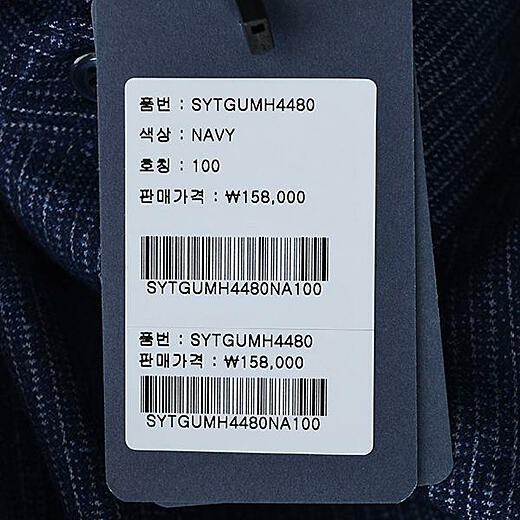 품번 : SYTGUMH4480
색상 : NAVY
호칭 : 100
판매가격 : ₩158,000
SYTGUMH4480NA100
품번 : SYTGUMH4480
판매가격 : ₩158,000
SYTGUMH4480NA100